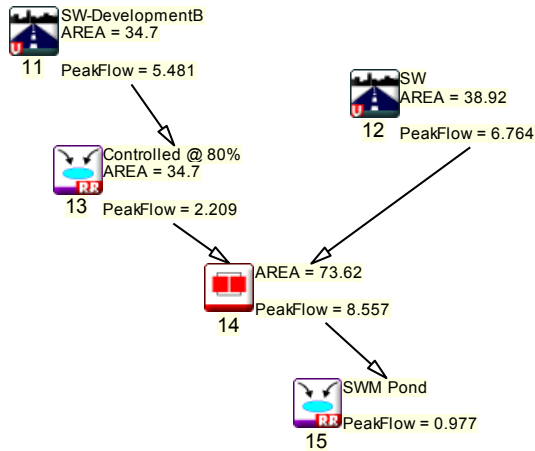 SW-DevelopmentB
AREA = 34.7
U
11
PeakFlow = 5.481
SW
AREA = 38.92
U
12
PeakFlow = 6.764
Controlled @ 80%
AREA = 34.7
RR
13
PeakFlow = 2.209
AREA = 73.62
14
PeakFlow = 8.557
SWM Pond
RR
15
PeakFlow = 0.977